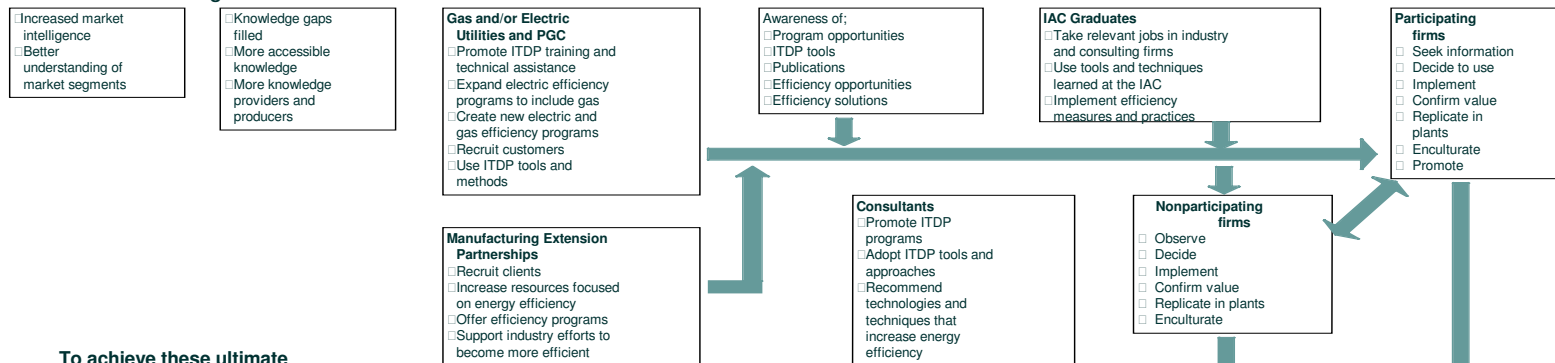 Increased market
intelligence
Better
understanding of
market segments
Knowledge gaps
filled
More accessible
knowledge
More knowledge
providers and
producers
Gas and/or Electric
Utilities and PGC
Promote ITDP training and
technical assistance
Expand electric efficiency
programs to include gas
Create new electric and
gas efficiency programs
Recruit customers
Use ITDP tools and
methods
Awareness of;
Program opportunities
ITDP tools
Publications
Efficiency opportunities
Efficiency solutions
IAC Graduates
Take relevant jobs in industry
and consulting firms
Use tools and techniques
learned at the IAC
Implement efficiency
measures and practices
Participating
firms
Seek information
Decide to use
Implement
Confirm value
Replicate in
plants
Enculturate
Promote
Manufacturing Extension
Partnerships
Recruit clients
Increase resources focused
on energy efficiency
Offer efficiency programs
Support industry efforts to
become more efficient
Consultants
Promote ITDP
programs
Adopt ITDP tools and
approaches
Recommend
technologies and
techniques that
increase energy
efficiency
Nonparticipating
firms
Observe
Decide
Implement
Confirm value
Replicate in plants
Enculturate
To achieve these ultimate